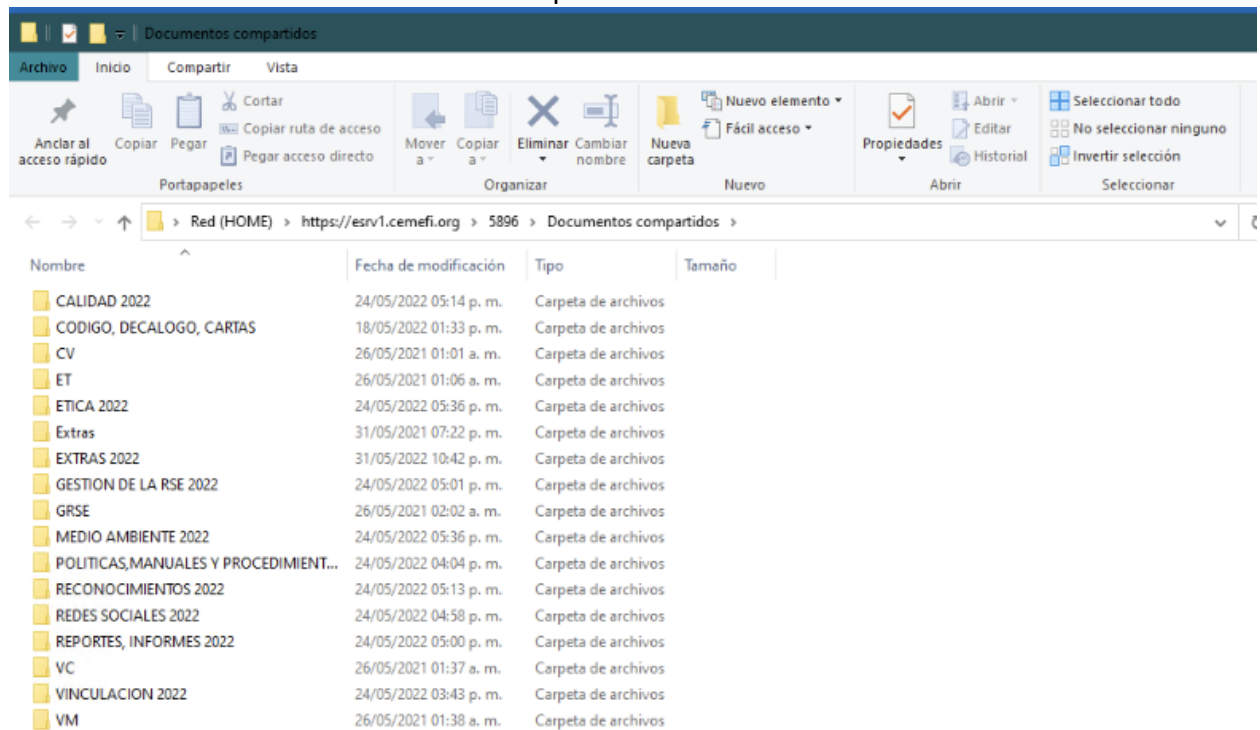 Documentos compartidos
Archivo Inicio Compartir Vista
Anclar al acceso rápido
Copiar
Pegar
Cortar
Copiar ruta de acceso
Pegar acceso directo
Portapapeles
Mover a
Copiar a
Eliminar
Cambiar nombre
Organizar
Nueva carpeta
Nuevo elemento
Fácil acceso
Nuevo
Propiedades
Abrir
Editar
Historial
Abrir
Seleccionar todo
No seleccionar ninguno
Invertir selección
Seleccionar
Red (HOME) > https://esrv1.cemefi.org > 5896 > Documentos compartidos >
Nombre Fecha de modificación Tipo Tamaño
CALIDAD 2022 24/05/2022 05:14 p. m. Carpeta de archivos
CODIGO, DECALOGO, CARTAS 18/05/2022 01:33 p. m. Carpeta de archivos
CV 26/05/2021 01:01 a. m. Carpeta de archivos
ET 26/05/2021 01:06 a. m. Carpeta de archivos
ETICA 2022 24/05/2022 05:36 p. m. Carpeta de archivos
Extras 31/05/2021 07:22 p. m. Carpeta de archivos
EXTRAS 2022 31/05/2022 10:42 p. m. Carpeta de archivos
GESTION DE LA RSE 2022 24/05/2022 05:01 p. m. Carpeta de archivos
GRSE 26/05/2021 02:02 a. m. Carpeta de archivos
MEDIO AMBIENTE 2022 24/05/2022 05:36 p. m. Carpeta de archivos
POLITICAS,MANUALES Y PROCEDIMIENT... 24/05/2022 04:04 p. m. Carpeta de archivos
RECONOCIMIENTOS 2022 24/05/2022 05:13 p. m. Carpeta de archivos
REDES SOCIALES 2022 24/05/2022 04:58 p. m. Carpeta de archivos
REPORTES, INFORMES 2022 24/05/2022 05:00 p. m. Carpeta de archivos
VC 26/05/2021 01:37 a. m. Carpeta de archivos
VINCULACION 2022 24/05/2022 03:43 p. m. Carpeta de archivos
VM 26/05/2021 01:38 a. m. Carpeta de archivos